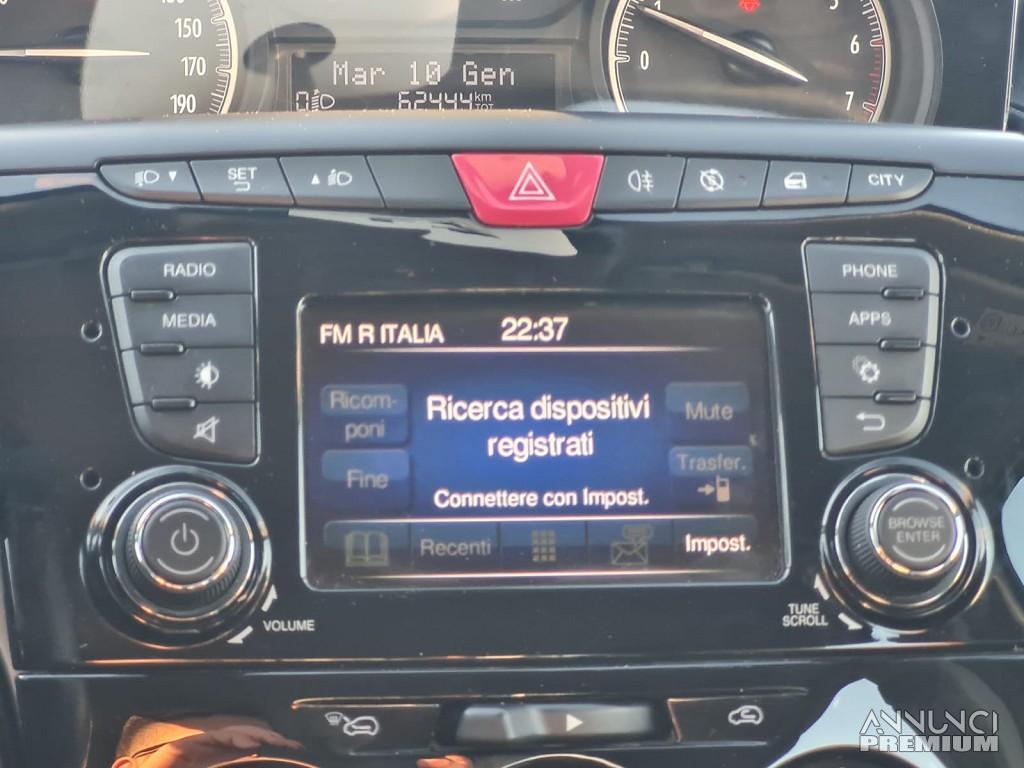 150
170
190
Mar 10 Gen
62444 km
TOT
0
1
5
6
7
SET
CITY
RADIO
MEDIA
PHONE
APPS
FM R ITALIA 22:37
Ricom-
poni
Fine
Ricerca dispositivi
registrati
Connettere con Impost.
Mute
Trasfer.
Recenti
Impost.
VOLUME
BROWSE
ENTER
TUNE
SCROLL
ANNUNCI
PREMIUM